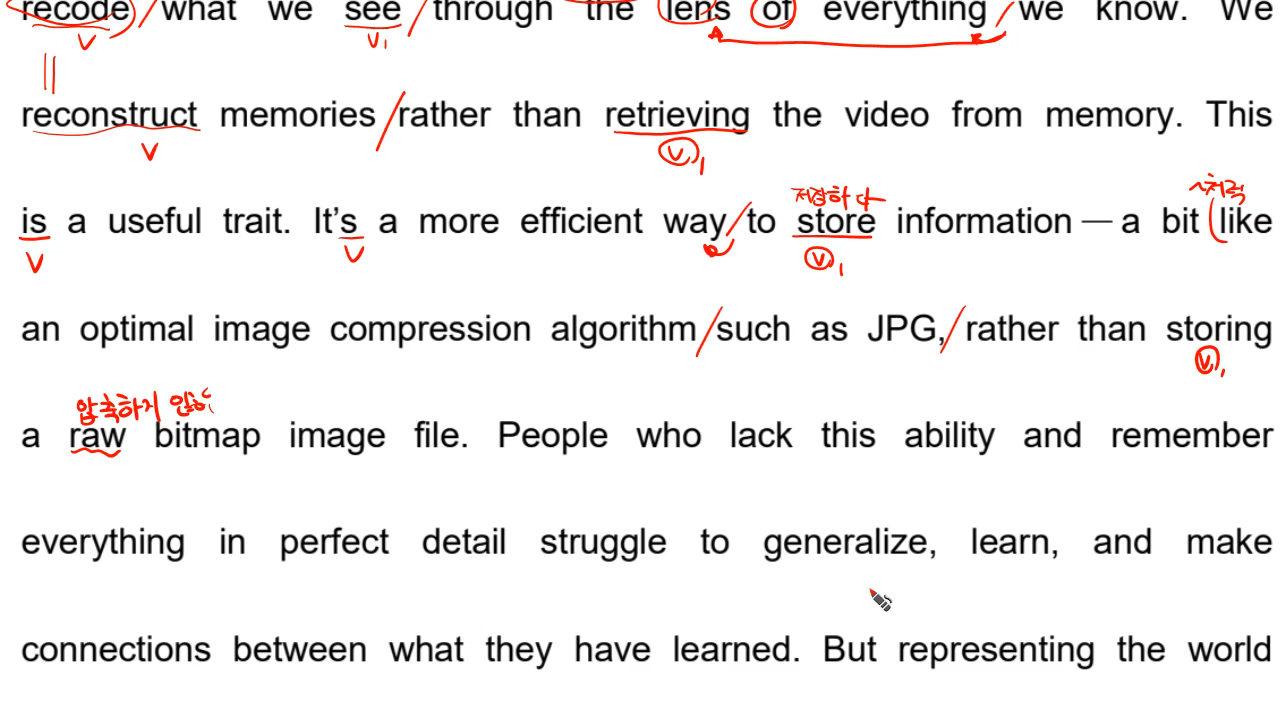 recode what we see through the lens of everything we know. We
reconstruct memories rather than retrieving the video from memory. This
저장하다 ~처럼
is a useful trait. It's a more efficient way to store information — a bit like
an optimal image compression algorithm such as JPG, rather than storing
압축하지 않은
a raw bitmap image file. People who lack this ability and remember
everything in perfect detail struggle to generalize, learn, and make
connections between what they have learned. But representing the world